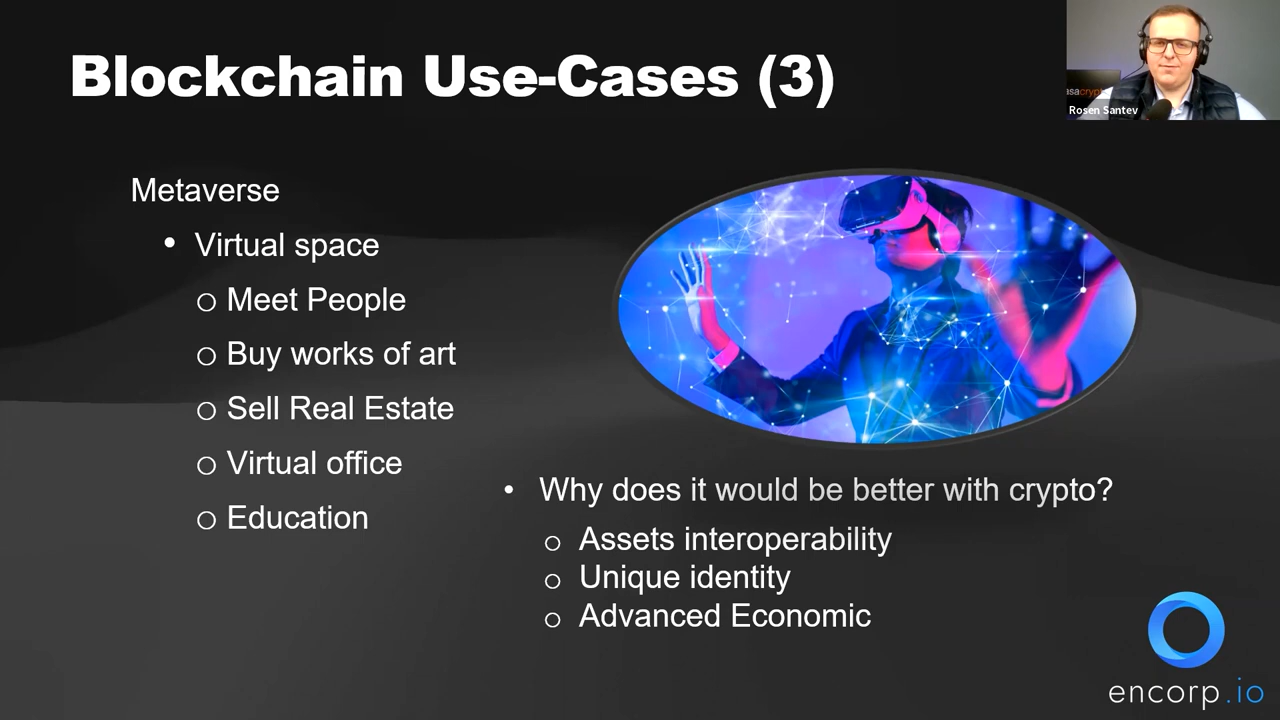 Blockchain Use-Cases (3)
Rosen Santev
Metaverse
• Virtual space
o Meet People
o Buy works of art
o Sell Real Estate
o Virtual office
o Education
• Why does it would be better with crypto?
o Assets interoperability
o Unique identity
o Advanced Economic
encorp.io